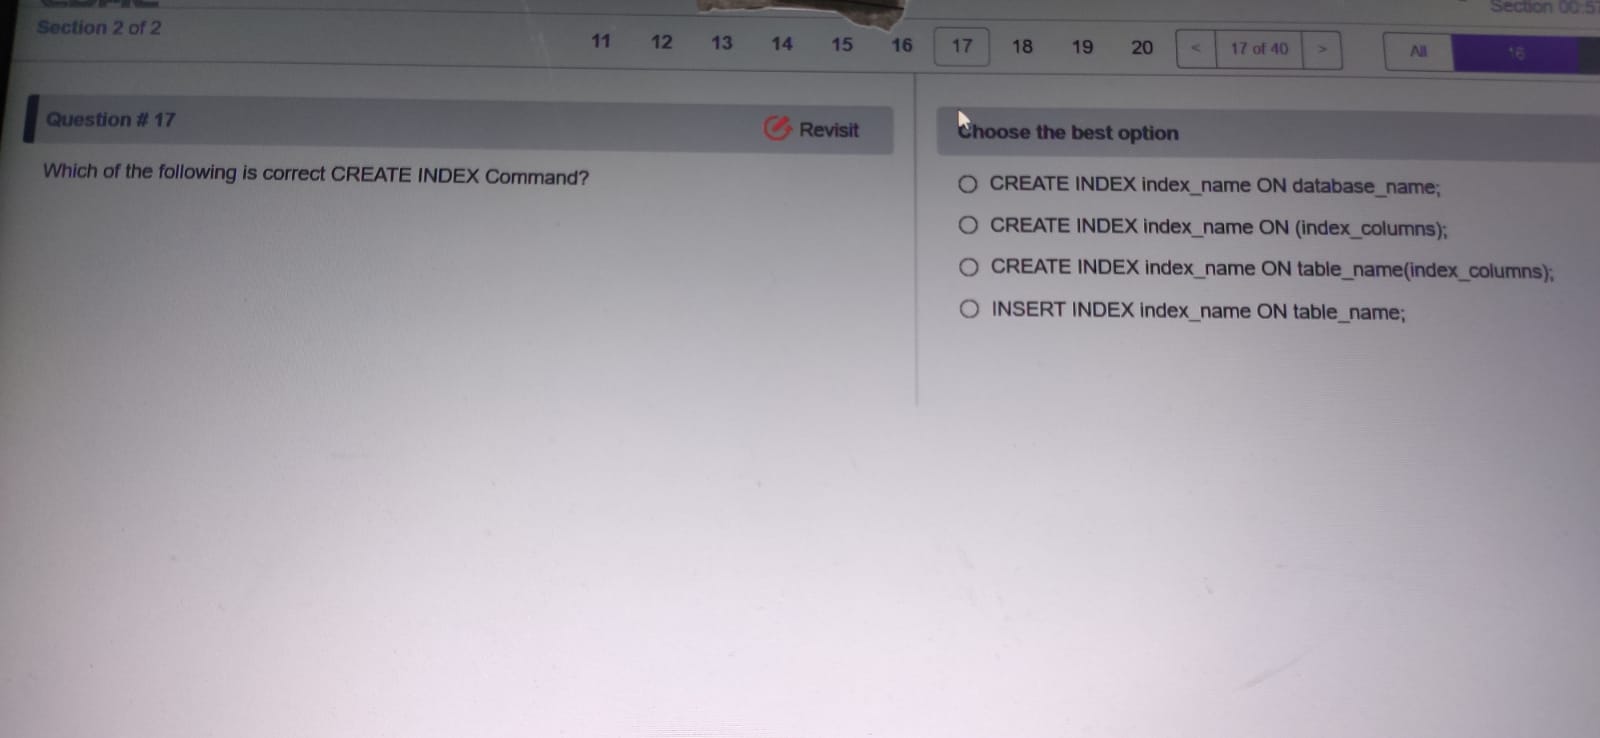 Section 00:57
Section 2 of 2
11 12 13 14 15 16 17 18 19 20 < 17 of 40 > All 16
Question # 17
Revisit
Which of the following is correct CREATE INDEX Command?
Choose the best option
CREATE INDEX index_name ON database_name;
CREATE INDEX index_name ON (index_columns);
CREATE INDEX index_name ON table_name(index_columns);
INSERT INDEX index_name ON table_name;